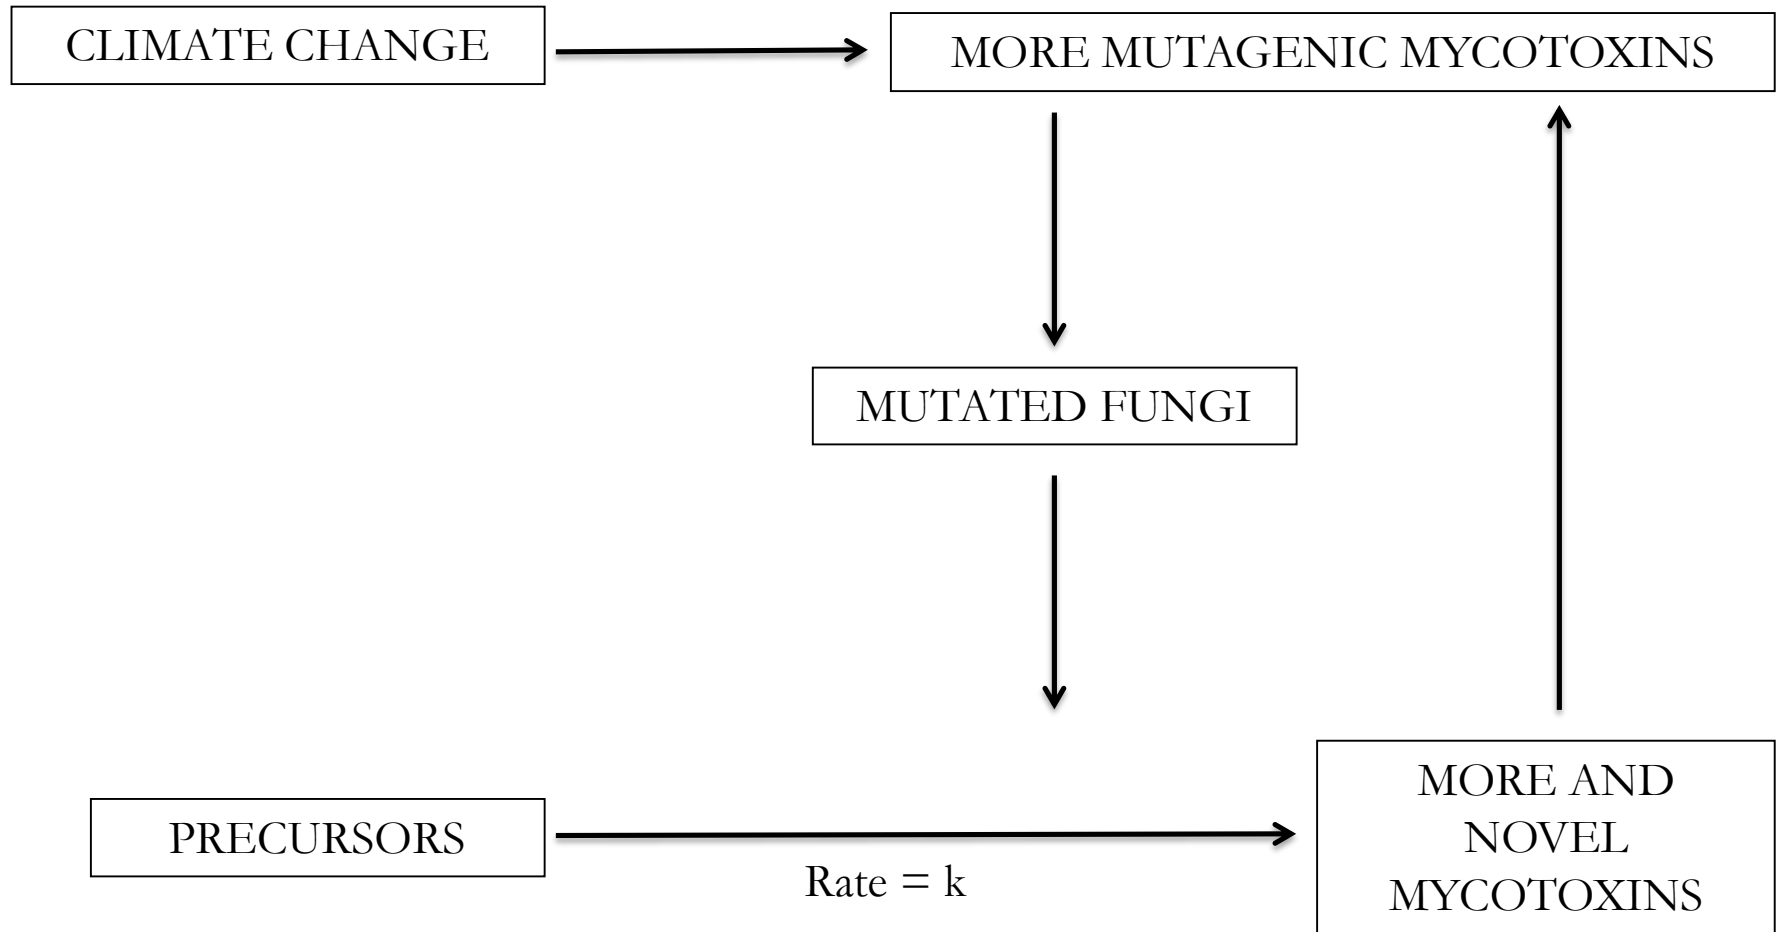 CLIMATE CHANGE
MORE MUTAGENIC MYCOTOXINS
MUTATED FUNGI
PRECURSORS
Rate = k
MORE AND
NOVEL
MYCOTOXINS